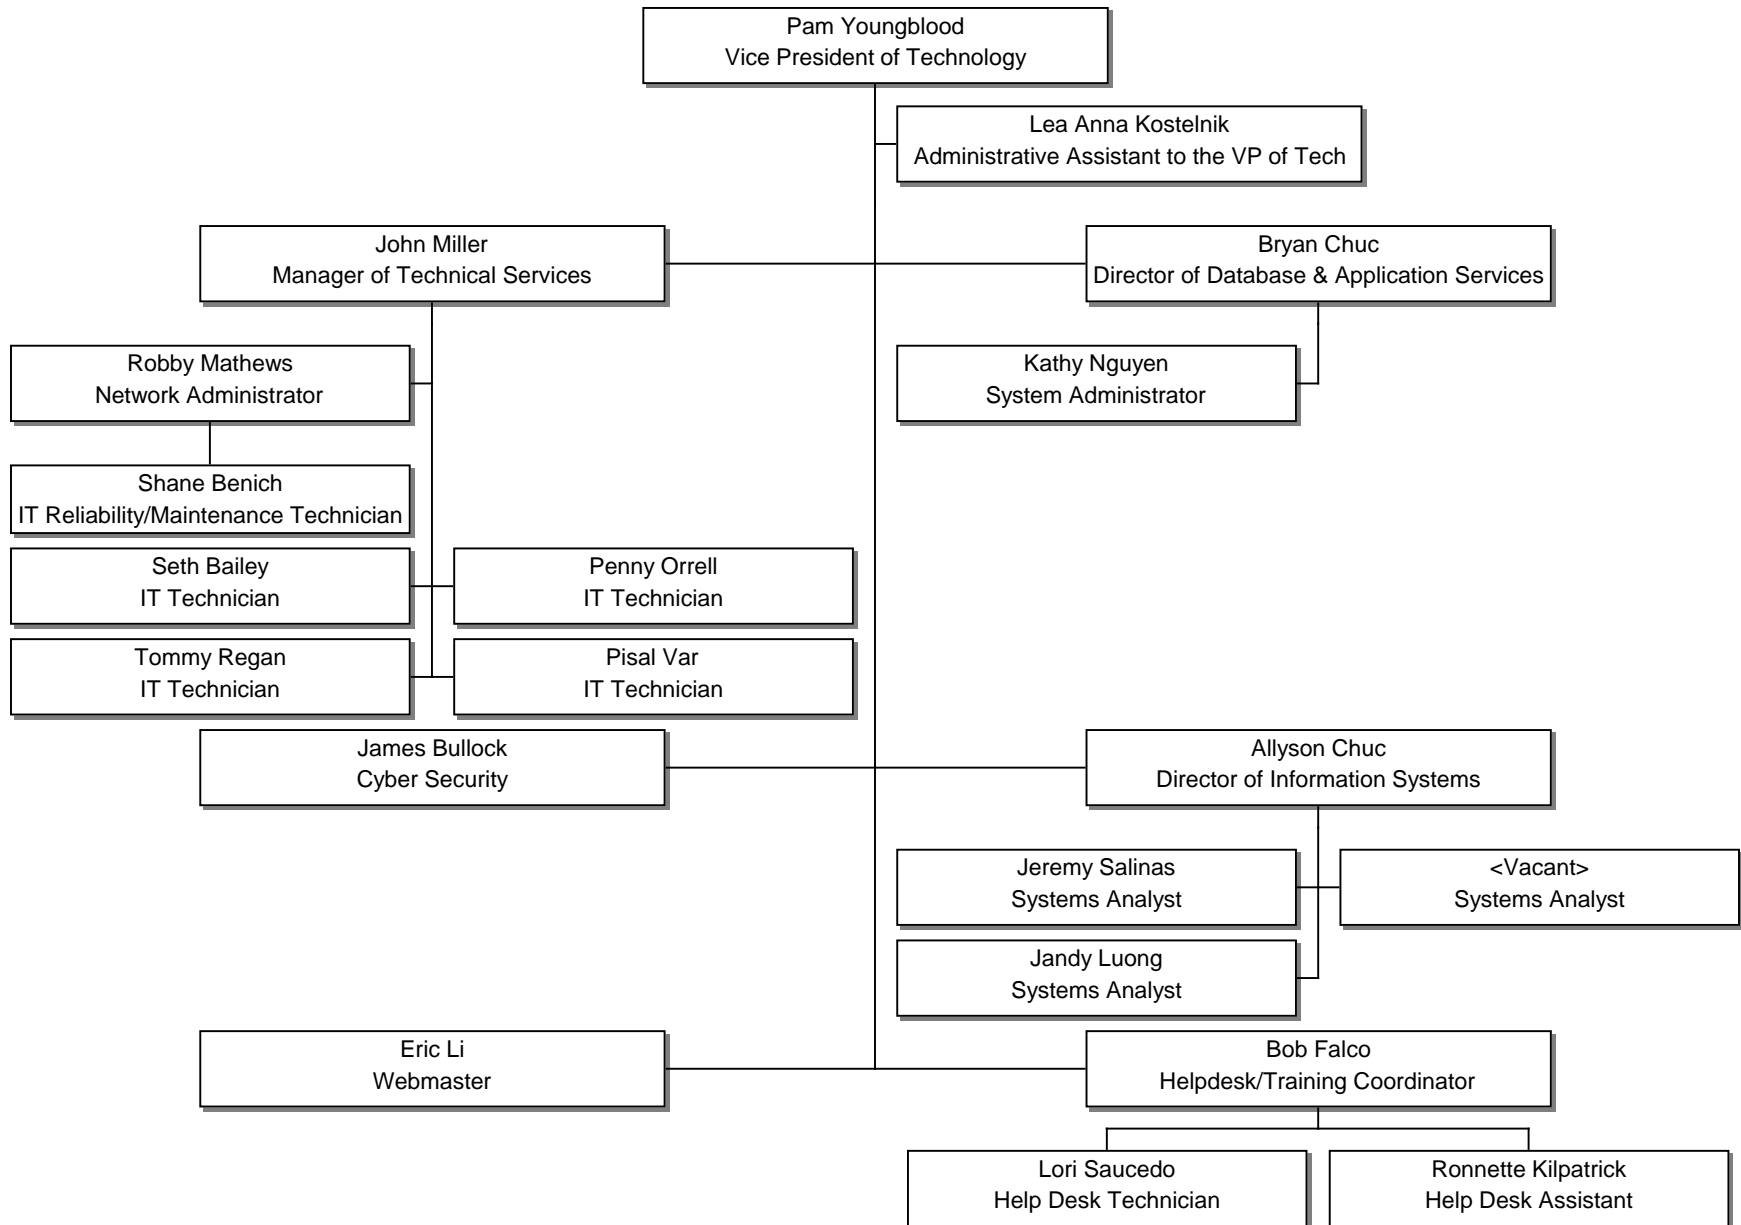 Pam Youngblood
Vice President of Technology
Lea Anna Kostelnik
Administrative Assistant to the VP of Tech
John Miller
Manager of Technical Services
Bryan Chuc
Director of Database & Application Services
Robby Mathews
Network Administrator
Kathy Nguyen
System Administrator
Shane Benich
IT Reliability/Maintenance Technician
Seth Bailey
IT Technician
Penny Orrell
IT Technician
Tommy Regan
IT Technician
Pisal Var
IT Technician
James Bullock
Cyber Security
Allyson Chuc
Director of Information Systems
Jeremy Salinas
Systems Analyst
<Vacant>
Systems Analyst
Jandy Luong
Systems Analyst
Eric Li
Webmaster
Bob Falco
Helpdesk/Training Coordinator
Lori Saucedo
Help Desk Technician
Ronnette Kilpatrick
Help Desk Assistant